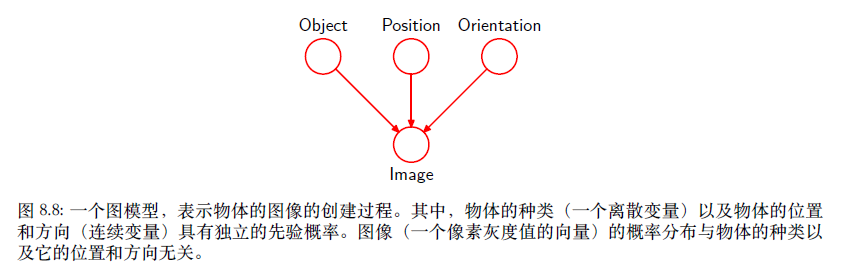 Object Position Orientation
Image
图 8.8: 一个图模型，表示物体的图像的创建过程。其中，物体的种类（一个离散变量）以及物体的位置
和方向（连续变量）具有独立的先验概率。图像（一个像素灰度值的向量）的概率分布与物体的种类以
及它的位置和方向无关。